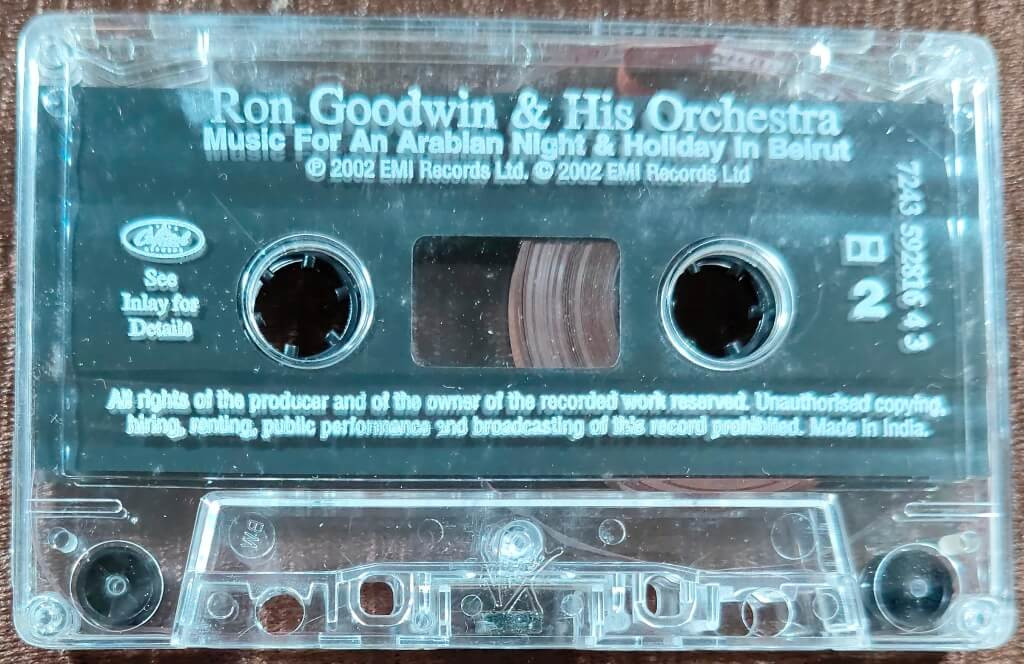 Ron Goodwin & His Orchestra
Music For An Arabian Night & Holiday In Beirut
℗ 2002 EMI Records Ltd. © 2002 EMI Records Ltd
Capitol
RECORDS
See
Inlay for
Details
2
7243 592816 4 3
All rights of the producer and of the owner of the recorded work reserved. Unauthorised copying,
hiring, renting, public performance and broadcasting of this record prohibited. Made in India.